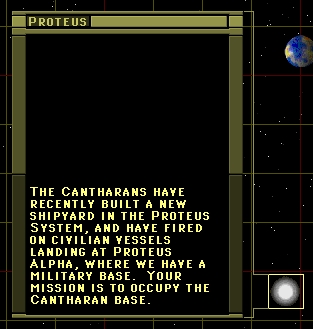 PROTEUS
THE CANTHARANS HAVE
RECENTLY BUILT A NEW
SHIPYARD IN THE PROTEUS
SYSTEM, AND HAVE FIRED
ON CIVILIAN VESSELS
LANDING AT PROTEUS
ALPHA, WHERE WE HAVE A
MILITARY BASE. YOUR
MISSION IS TO OCCUPY THE
CANTHARAN BASE.